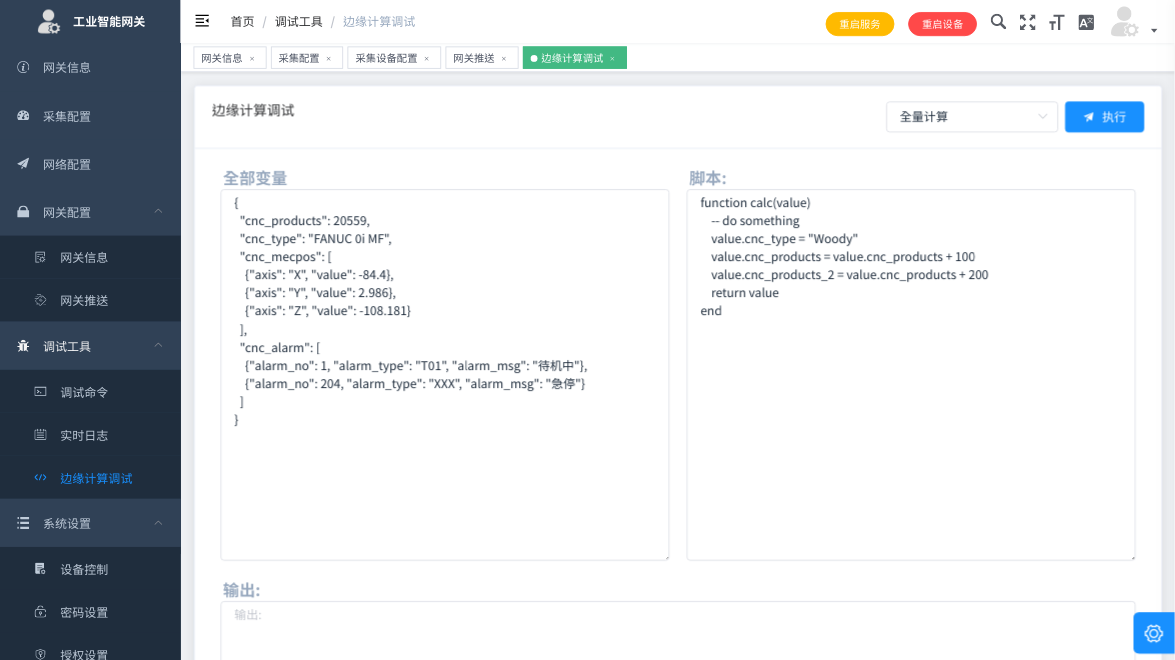 工业智能网关
首页 / 调试工具 / 边缘计算调试
重启服务
重启设备
网关信息 ×
采集配置 ×
采集设备配置 ×
网关推送 ×
边缘计算调试 ×
网关信息
采集配置
网络配置
网关配置
网关信息
网关推送
调试工具
调试命令
实时日志
边缘计算调试
系统设置
设备控制
密码设置
授权设置
边缘计算调试
全量计算
执行
全部变量
{
"cnc_products": 20559,
"cnc_type": "FANUC 0i MF",
"cnc_mecpos": [
{"axis": "X", "value": -84.4},
{"axis": "Y", "value": 2.986},
{"axis": "Z", "value": -108.181}
],
"cnc_alarm": [
{"alarm_no": 1, "alarm_type": "T01", "alarm_msg": "待机中"},
{"alarm_no": 204, "alarm_type": "XXX", "alarm_msg": "急停"}
]
}
脚本:
function calc(value)
-- do something
value.cnc_type = "Woody"
value.cnc_products = value.cnc_products + 100
value.cnc_products_2 = value.cnc_products + 200
return value
end
输出:
输出: